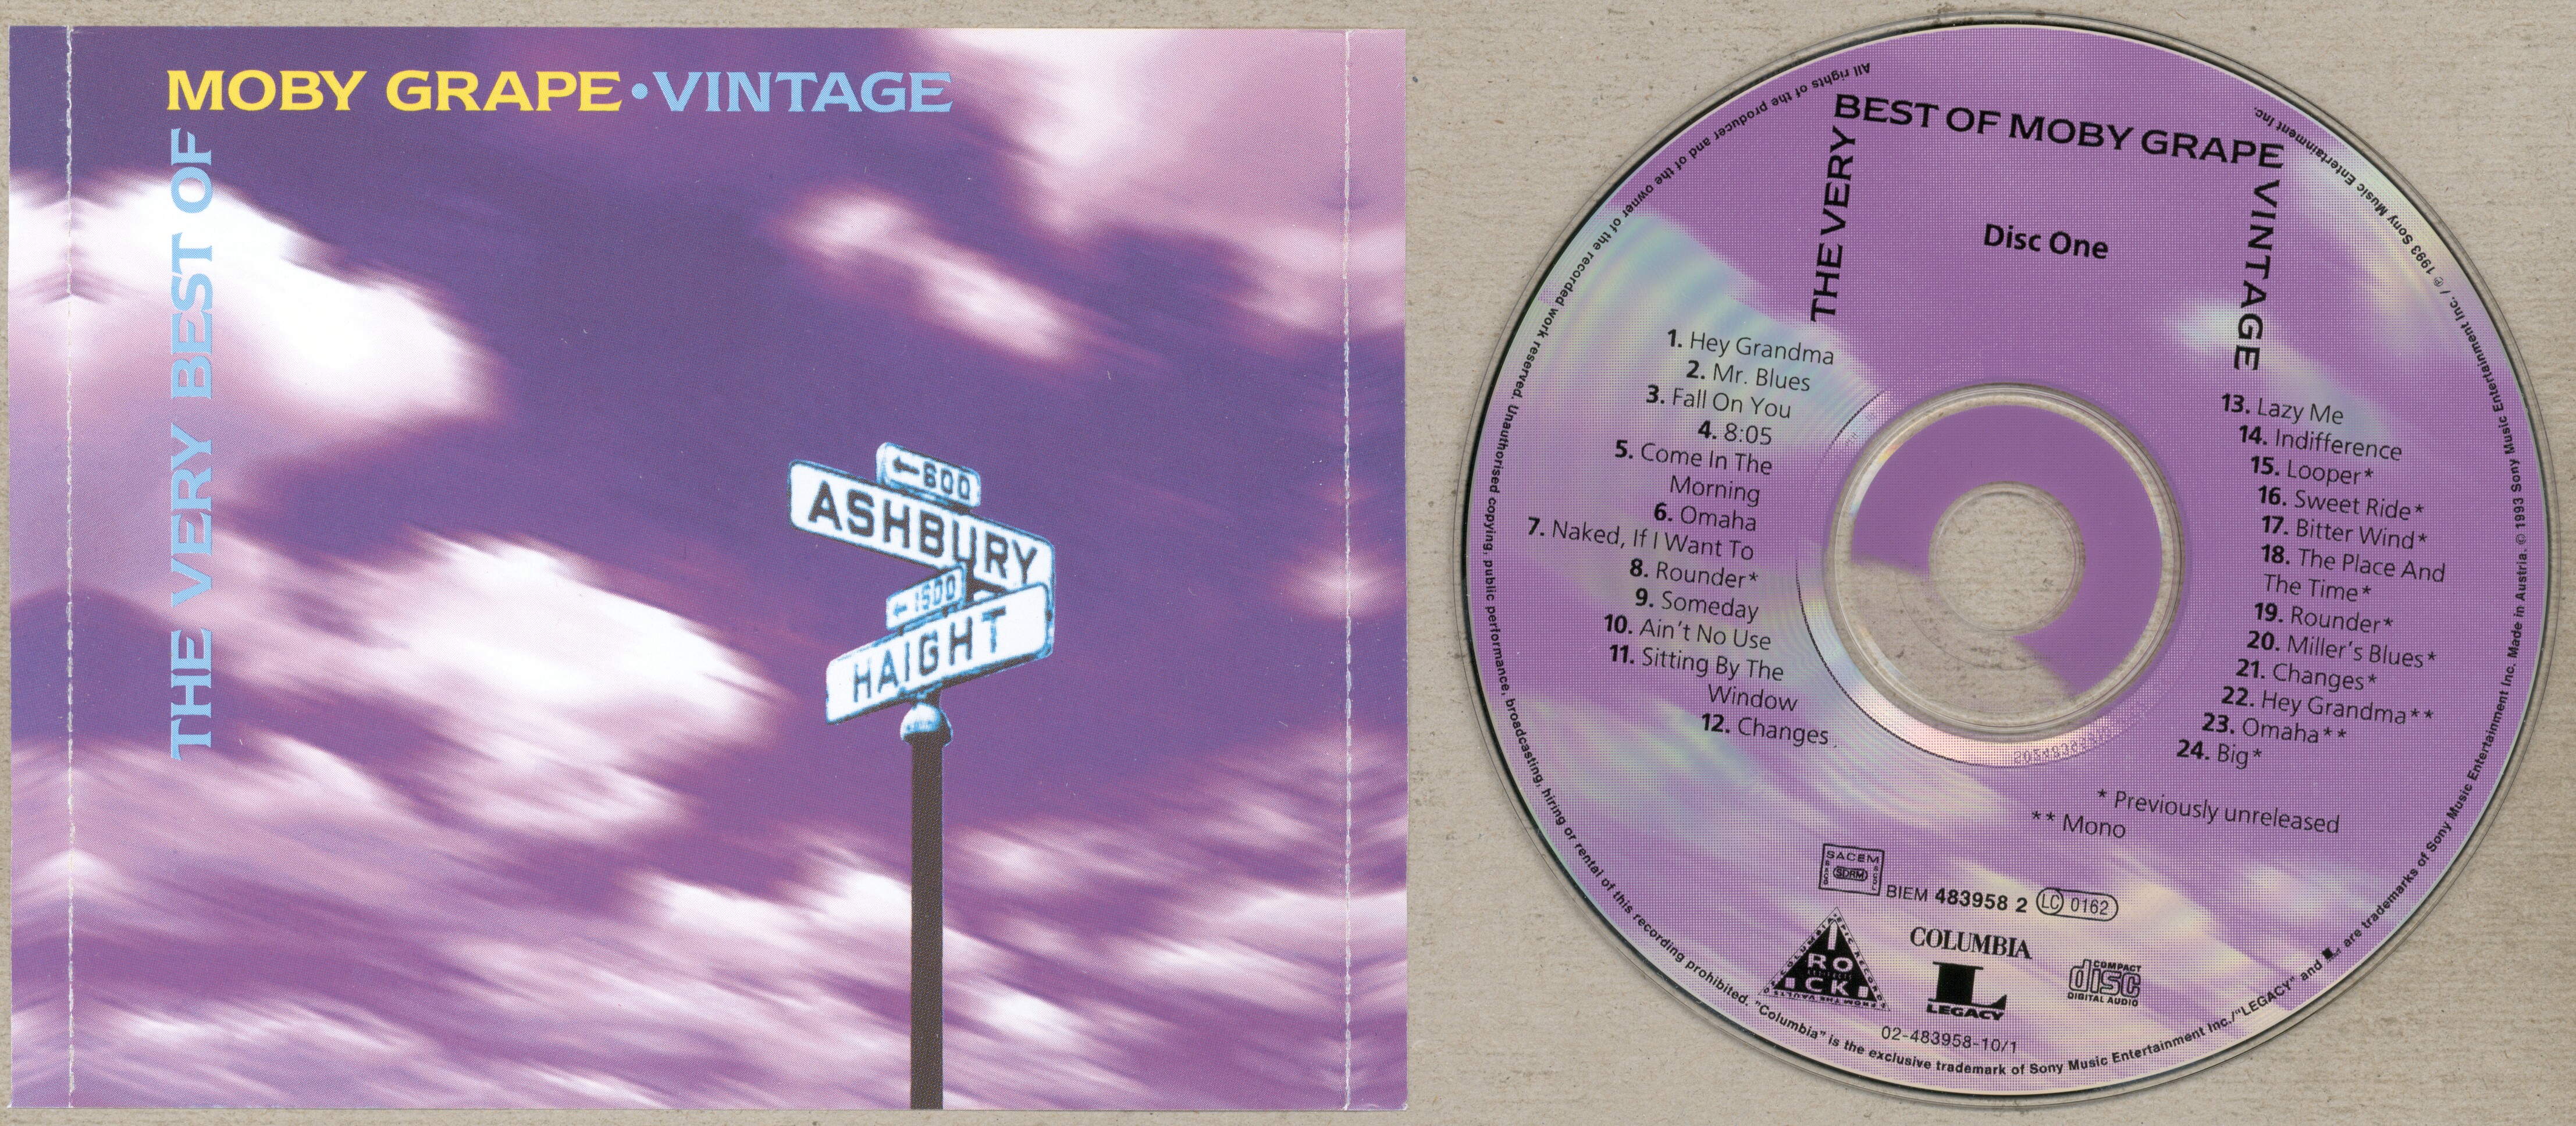 MOBY GRAPE•VINTAGE
THE VERY BEST OF
←600
ASHBURY
←1500
HAIGHT
THE VERY
BEST OF MOBY GRAPE
VINTAGE
Disc One
1. Hey Grandma
2. Mr. Blues
3. Fall On You
4. 8:05
5. Come In The
Morning
6. Omaha
7. Naked, If I Want To
8. Rounder*
9. Someday
10. Ain't No Use
11. Sitting By The
Window
12. Changes
13. Lazy Me
14. Indifference
15. Looper*
16. Sweet Ride*
17. Bitter Wind*
18. The Place And
The Time*
19. Rounder*
20. Miller's Blues*
21. Changes*
22. Hey Grandma**
23. Omaha**
24. Big*
* Previously unreleased
** Mono
SACEM
SDRM
BIEM 483958 2 LC 0162
COLUMBIA EPIC RECORDS
ROCK
FROM THE VAULTS
COLUMBIA
L
LEGACY
COMPACT
disc
DIGITAL AUDIO
02-483958-10/1
All rights of the producer and of the owner of the recorded work reserved. Unauthorised copying, public performance, broadcasting, hiring or rental of this recording prohibited. "Columbia" is the exclusive trademark of Sony Music Entertainment Inc./"LEGACY" and L are trademarks of Sony Music Entertainment Inc. Made in Austria. © 1993 Sony Music Entertainment Inc. / ℗ 1993 Sony Music Entertainment Inc.